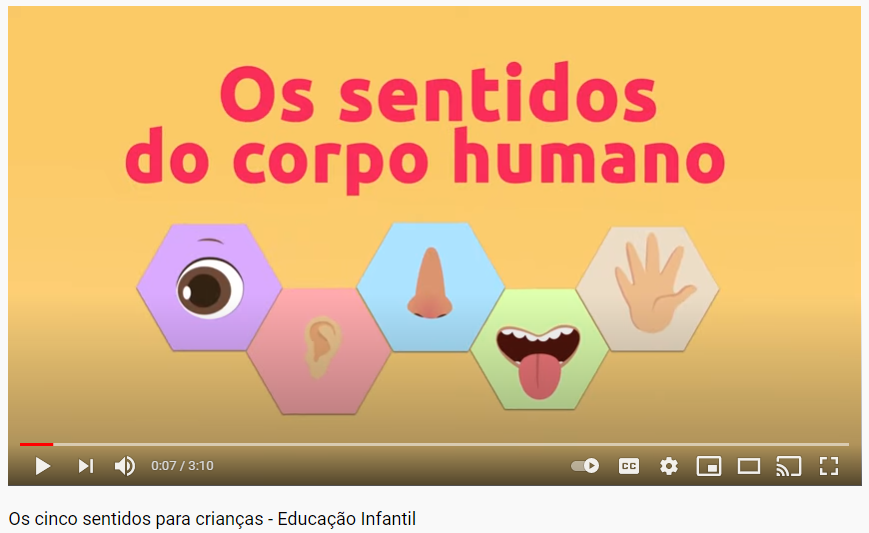 Os sentidos
do corpo humano
0:07 / 3:10
CC
Os cinco sentidos para crianças - Educação Infantil